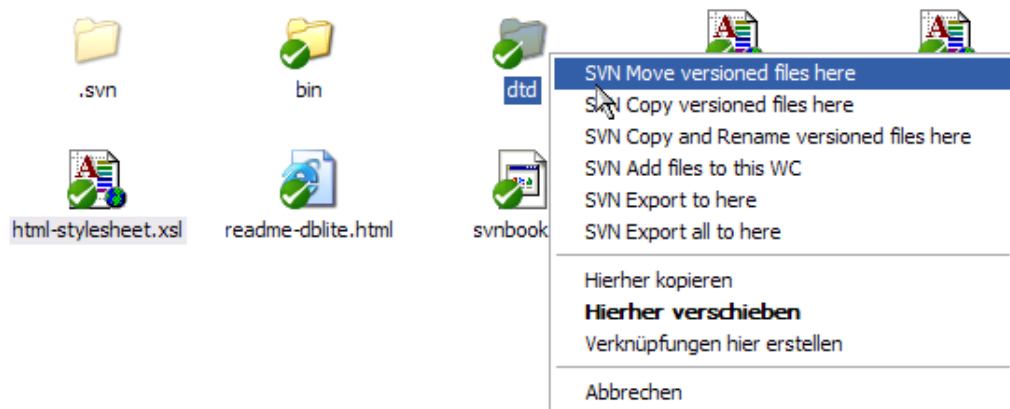 .svn
bin
dtd
html-stylesheet.xsl
readme-dblite.html
svnbook
SVN Move versioned files here
SVN Copy versioned files here
SVN Copy and Rename versioned files here
SVN Add files to this WC
SVN Export to here
SVN Export all to here
Hierher kopieren
Hierher verschieben
Verknüpfungen hier erstellen
Abbrechen